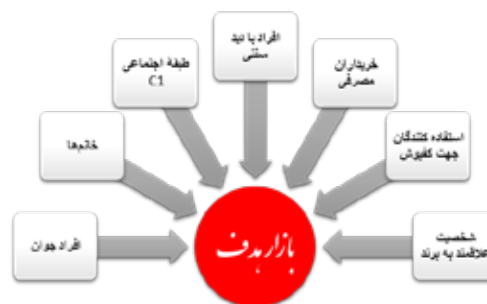 افراد با دید
سنتی
طبقهٔ اجتماعی
C1
خریداران
مصرفی
خانم‌ها
استفاده کنندگان
جهت کفپوش
افراد جوان
بازار هدف
شخصیت
علاقمند به برند